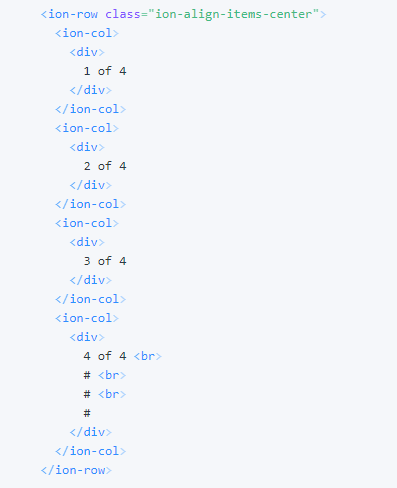 <ion-row class="ion-align-items-center">
<ion-col>
<div>
1 of 4
</div>
</ion-col>
<ion-col>
<div>
2 of 4
</div>
</ion-col>
<ion-col>
<div>
3 of 4
</div>
</ion-col>
<ion-col>
<div>
4 of 4 <br>
# <br>
# <br>
#
</div>
</ion-col>
</ion-row>